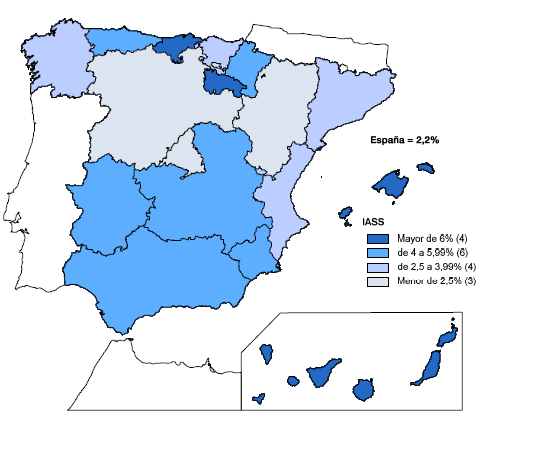 España = 2,2%
IASS
Mayor de 6% (4)
de 4 a 5,99% (6)
de 2,5 a 3,99% (4)
Menor de 2,5% (3)